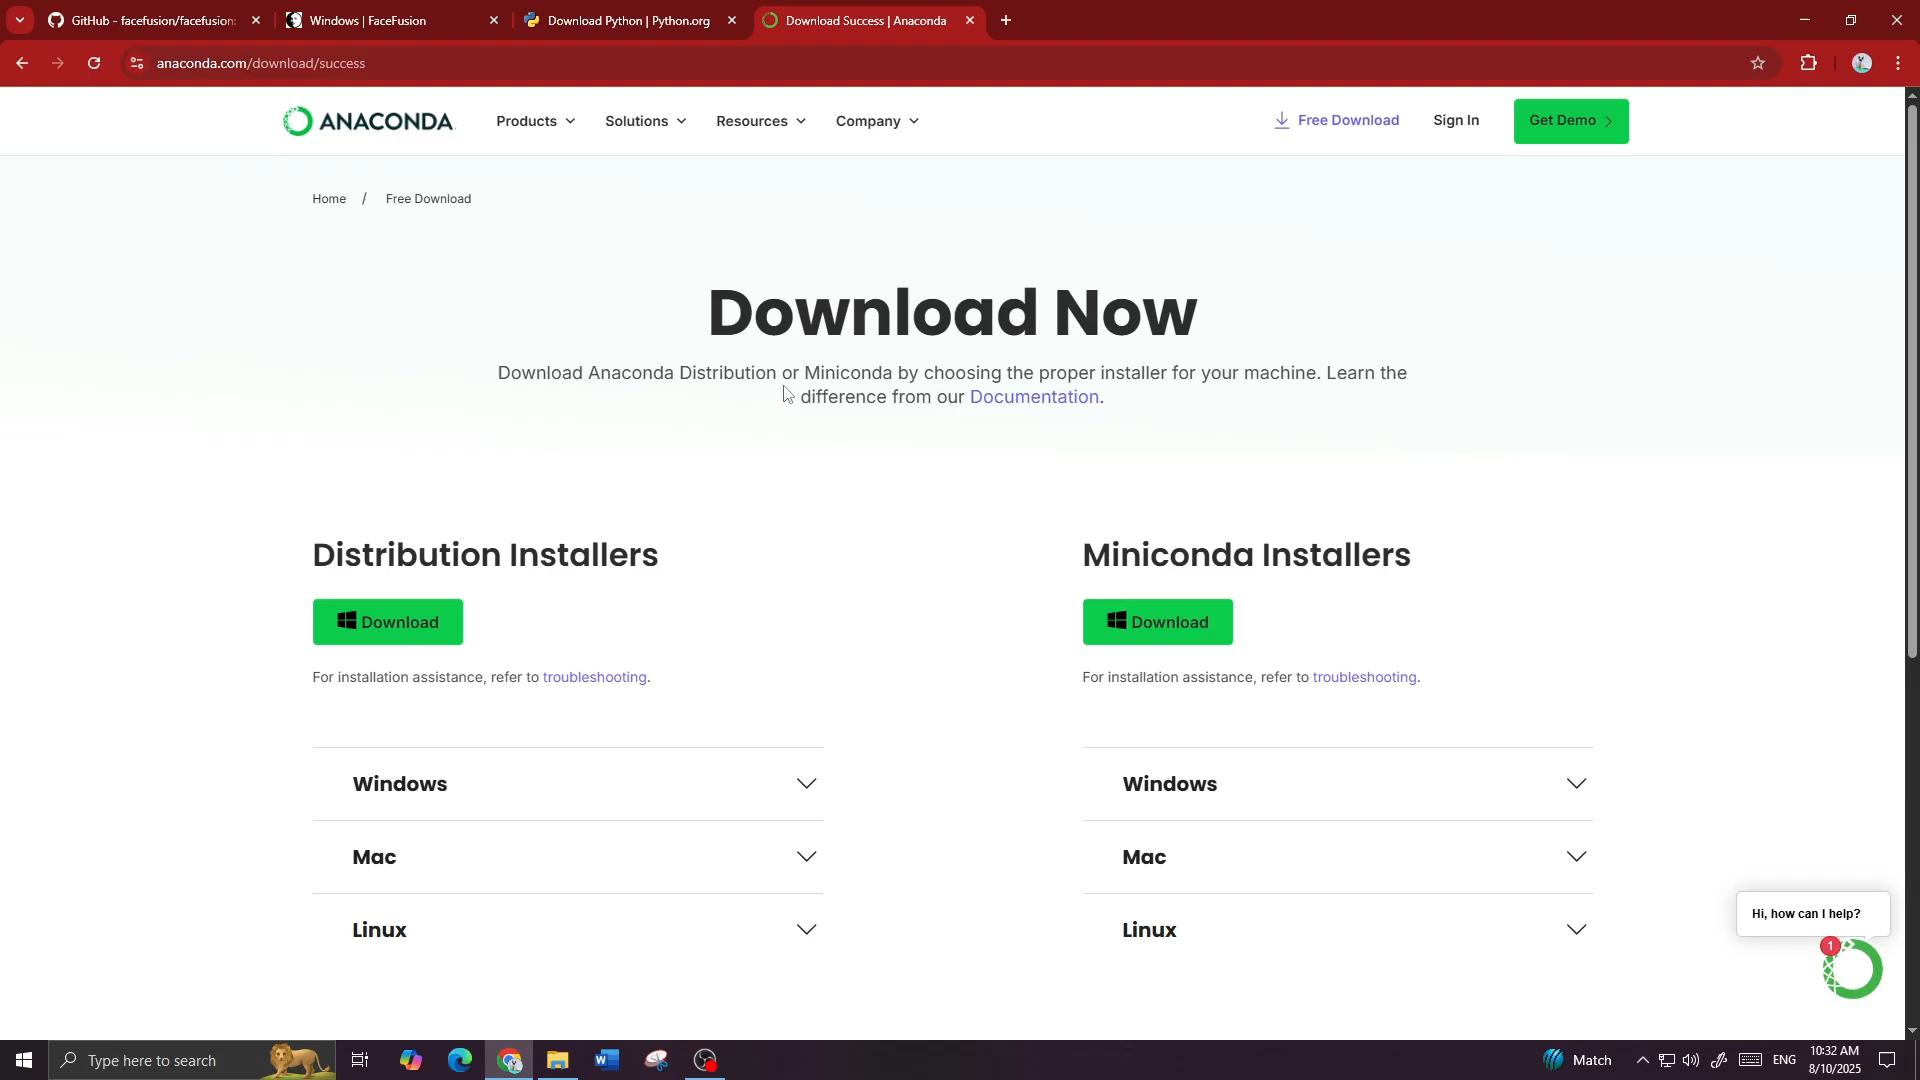 GitHub - facefusion/facefusion:
Windows | FaceFusion
Download Python | Python.org
Download Success | Anaconda
anaconda.com/download/success
ANACONDA.
Products
Solutions
Resources
Company
Free Download
Sign In
Get Demo
Home / Free Download
Download Now
Download Anaconda Distribution or Miniconda by choosing the proper installer for your machine. Learn the
difference from our Documentation.
Distribution Installers
Download
For installation assistance, refer to troubleshooting.
Windows
Mac
Linux
Miniconda Installers
Download
For installation assistance, refer to troubleshooting.
Windows
Mac
Linux
Hi, how can I help?
1
Type here to search
Match
ENG
10:32 AM
8/10/2025